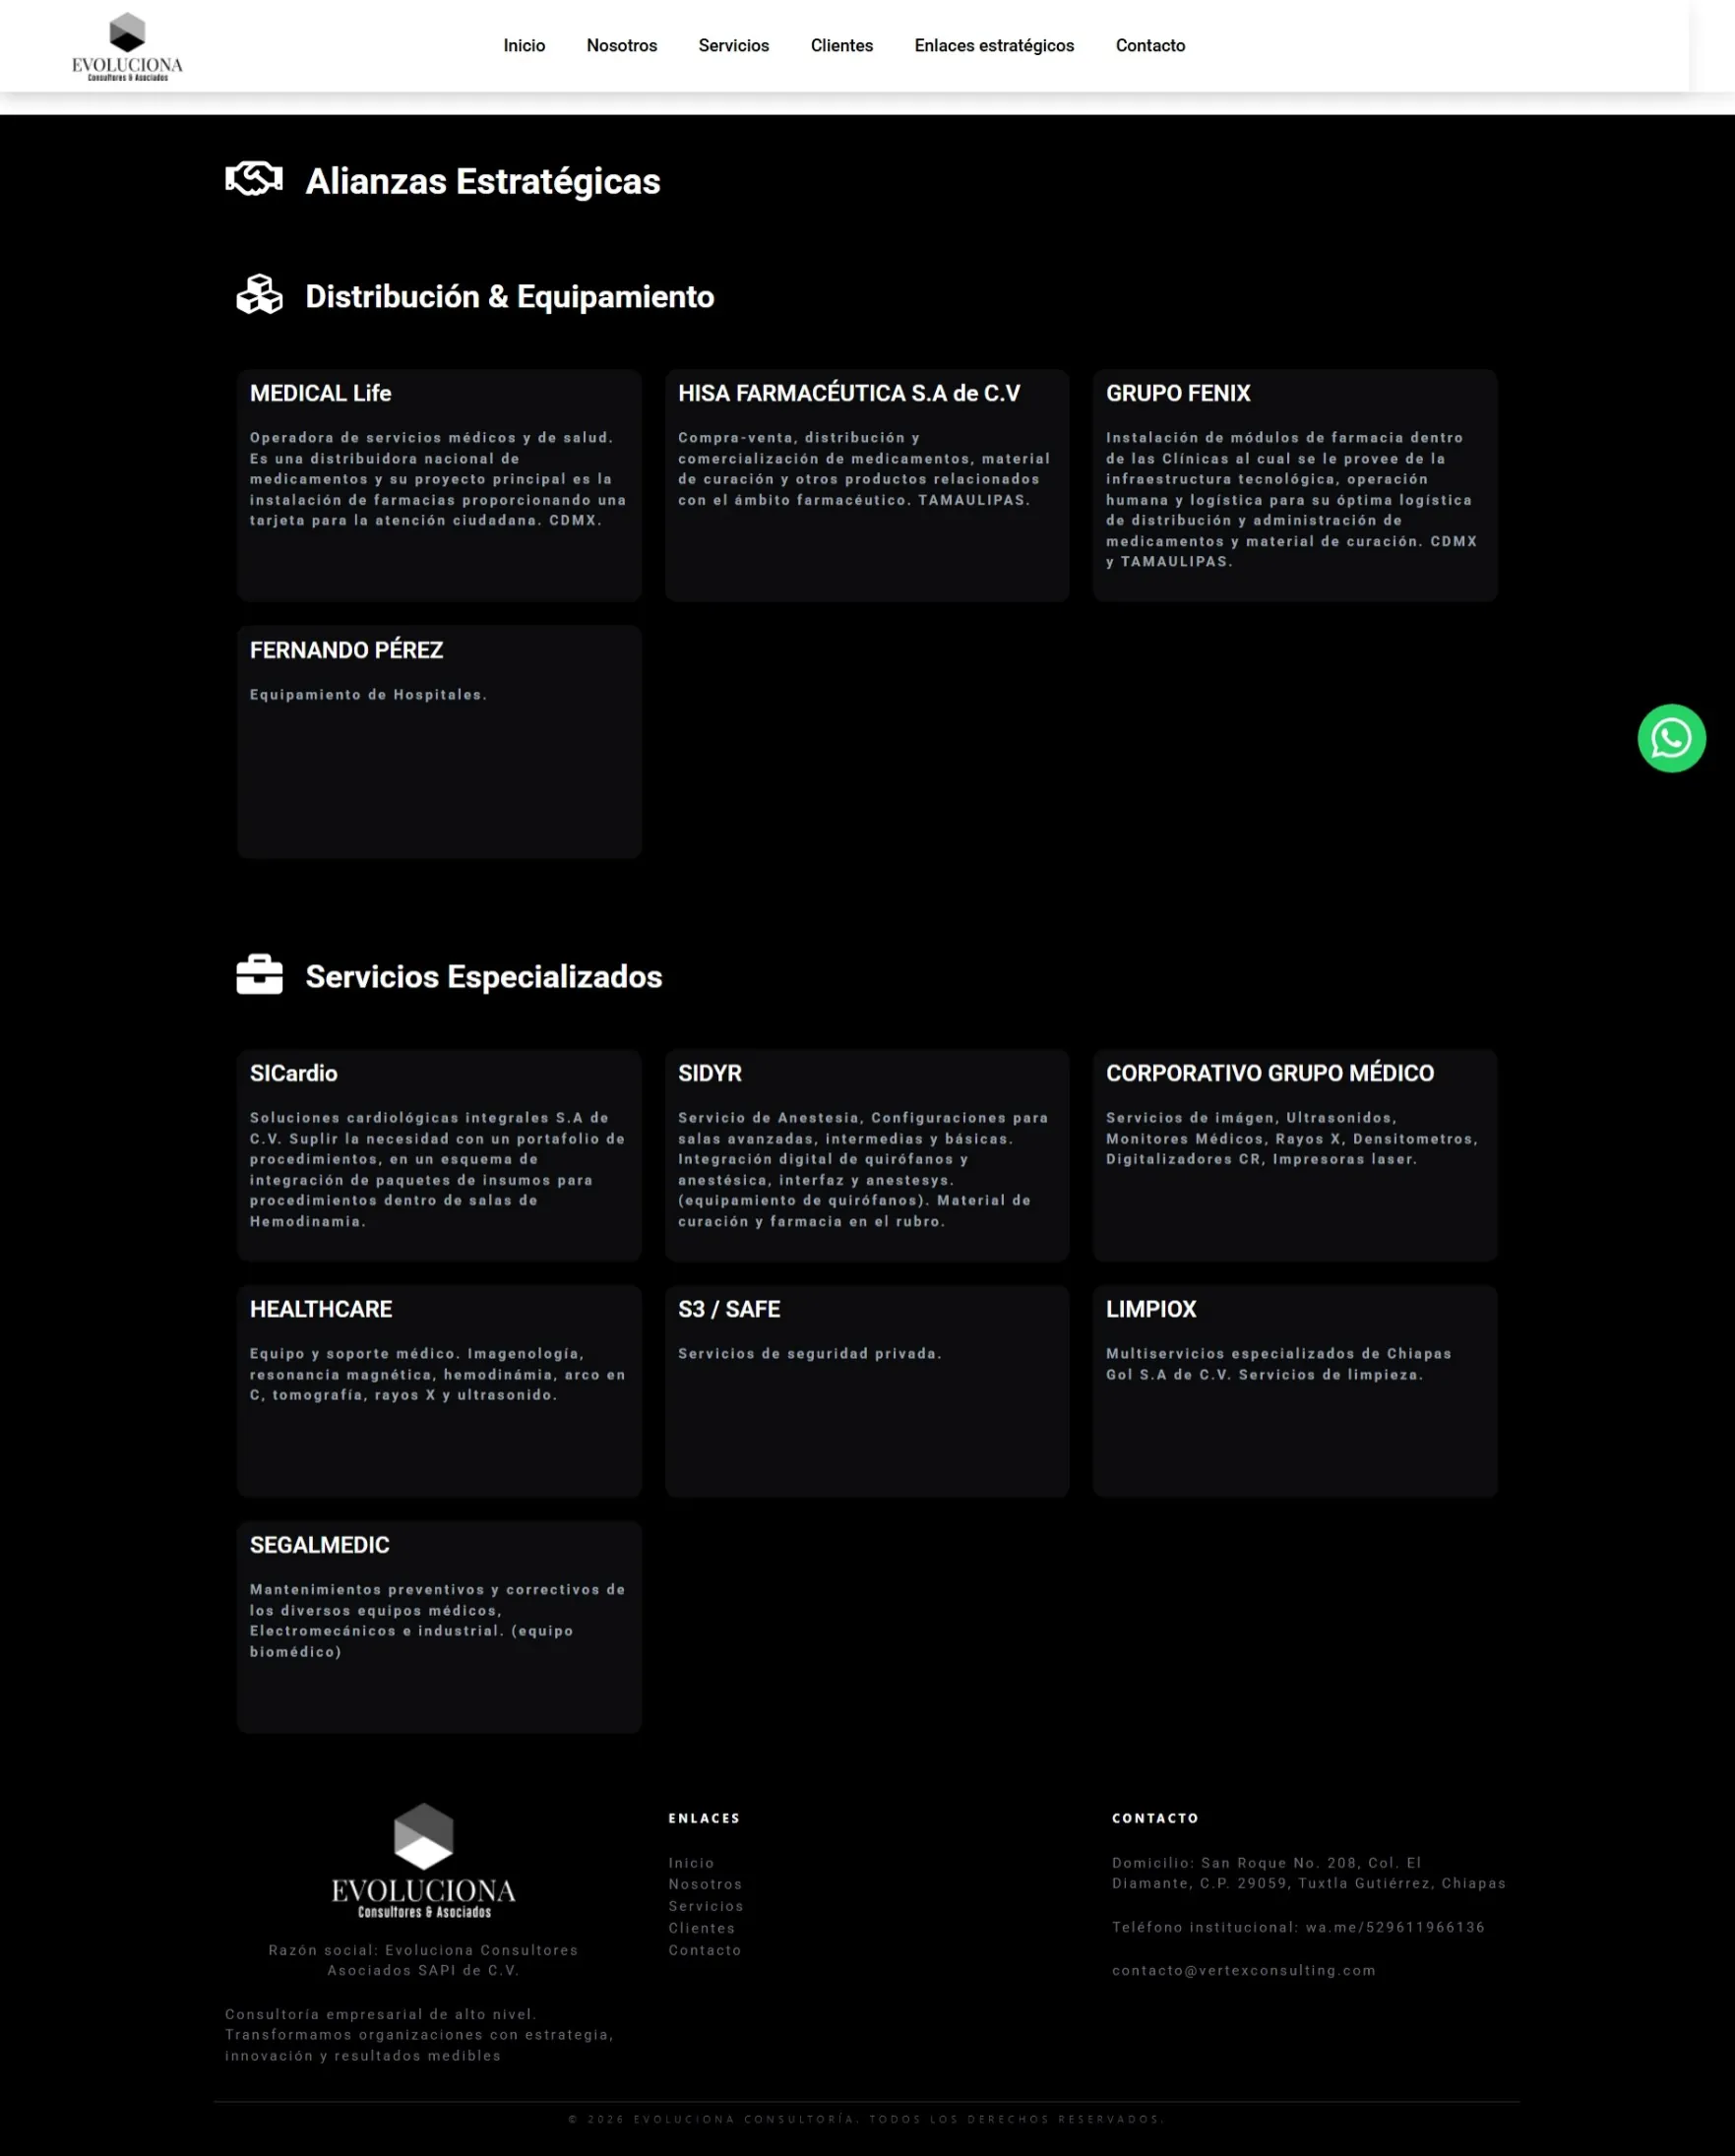 EVOLUCIONA
Consultores & Asociados
Inicio
Nosotros
Servicios
Clientes
Enlaces estratégicos
Contacto
Alianzas Estratégicas
Distribución & Equipamiento
MEDICAL Life
Operadora de servicios médicos y de salud.
Es una distribuidora nacional de
medicamentos y su proyecto principal es la
instalación de farmacias proporcionando una
tarjeta para la atención ciudadana. CDMX.
HISA FARMACÉUTICA S.A de C.V
Compra-venta, distribución y
comercialización de medicamentos, material
de curación y otros productos relacionados
con el ámbito farmacéutico. TAMAULIPAS.
GRUPO FENIX
Instalación de módulos de farmacia dentro
de las Clínicas al cual se le provee de la
infraestructura tecnológica, operación
humana y logística para su óptima logística
de distribución y administración de
medicamentos y material de curación. CDMX
y TAMAULIPAS.
FERNANDO PÉREZ
Equipamiento de Hospitales.
Servicios Especializados
SICardio
Soluciones cardiológicas integrales S.A de
C.V. Suplir la necesidad con un portafolio de
procedimientos, en un esquema de
integración de paquetes de insumos para
procedimientos dentro de salas de
Hemodinamia.
SIDYR
Servicio de Anestesia, Configuraciones para
salas avanzadas, intermedias y básicas.
Integración digital de quirófanos y
anestésica, interfaz y anestesys.
(equipamiento de quirófanos). Material de
curación y farmacia en el rubro.
CORPORATIVO GRUPO MÉDICO
Servicios de imágen, Ultrasonidos,
Monitores Médicos, Rayos X, Densitometros,
Digitalizadores CR, Impresoras laser.
HEALTHCARE
Equipo y soporte médico. Imagenología,
resonancia magnética, hemodinámia, arco en
C, tomografía, rayos X y ultrasonido.
S3 / SAFE
Servicios de seguridad privada.
LIMPIOX
Multiservicios especializados de Chiapas
Gol S.A de C.V. Servicios de limpieza.
SEGALMEDIC
Mantenimientos preventivos y correctivos de
los diversos equipos médicos,
Electromecánicos e industrial. (equipo
biomédico)
EVOLUCIONA
Consultores & Asociados
Razón social: Evoluciona Consultores
Asociados SAPI de C.V.
Consultoría empresarial de alto nivel.
Transformamos organizaciones con estrategia,
innovación y resultados medibles
ENLACES
Inicio
Nosotros
Servicios
Clientes
Contacto
CONTACTO
Domicilio: San Roque No. 208, Col. El
Diamante, C.P. 29059, Tuxtla Gutiérrez, Chiapas
Teléfono institucional: wa.me/529611966136
contacto@vertexconsulting.com
© 2026 EVOLUCIONA CONSULTORÍA. TODOS LOS DERECHOS RESERVADOS.